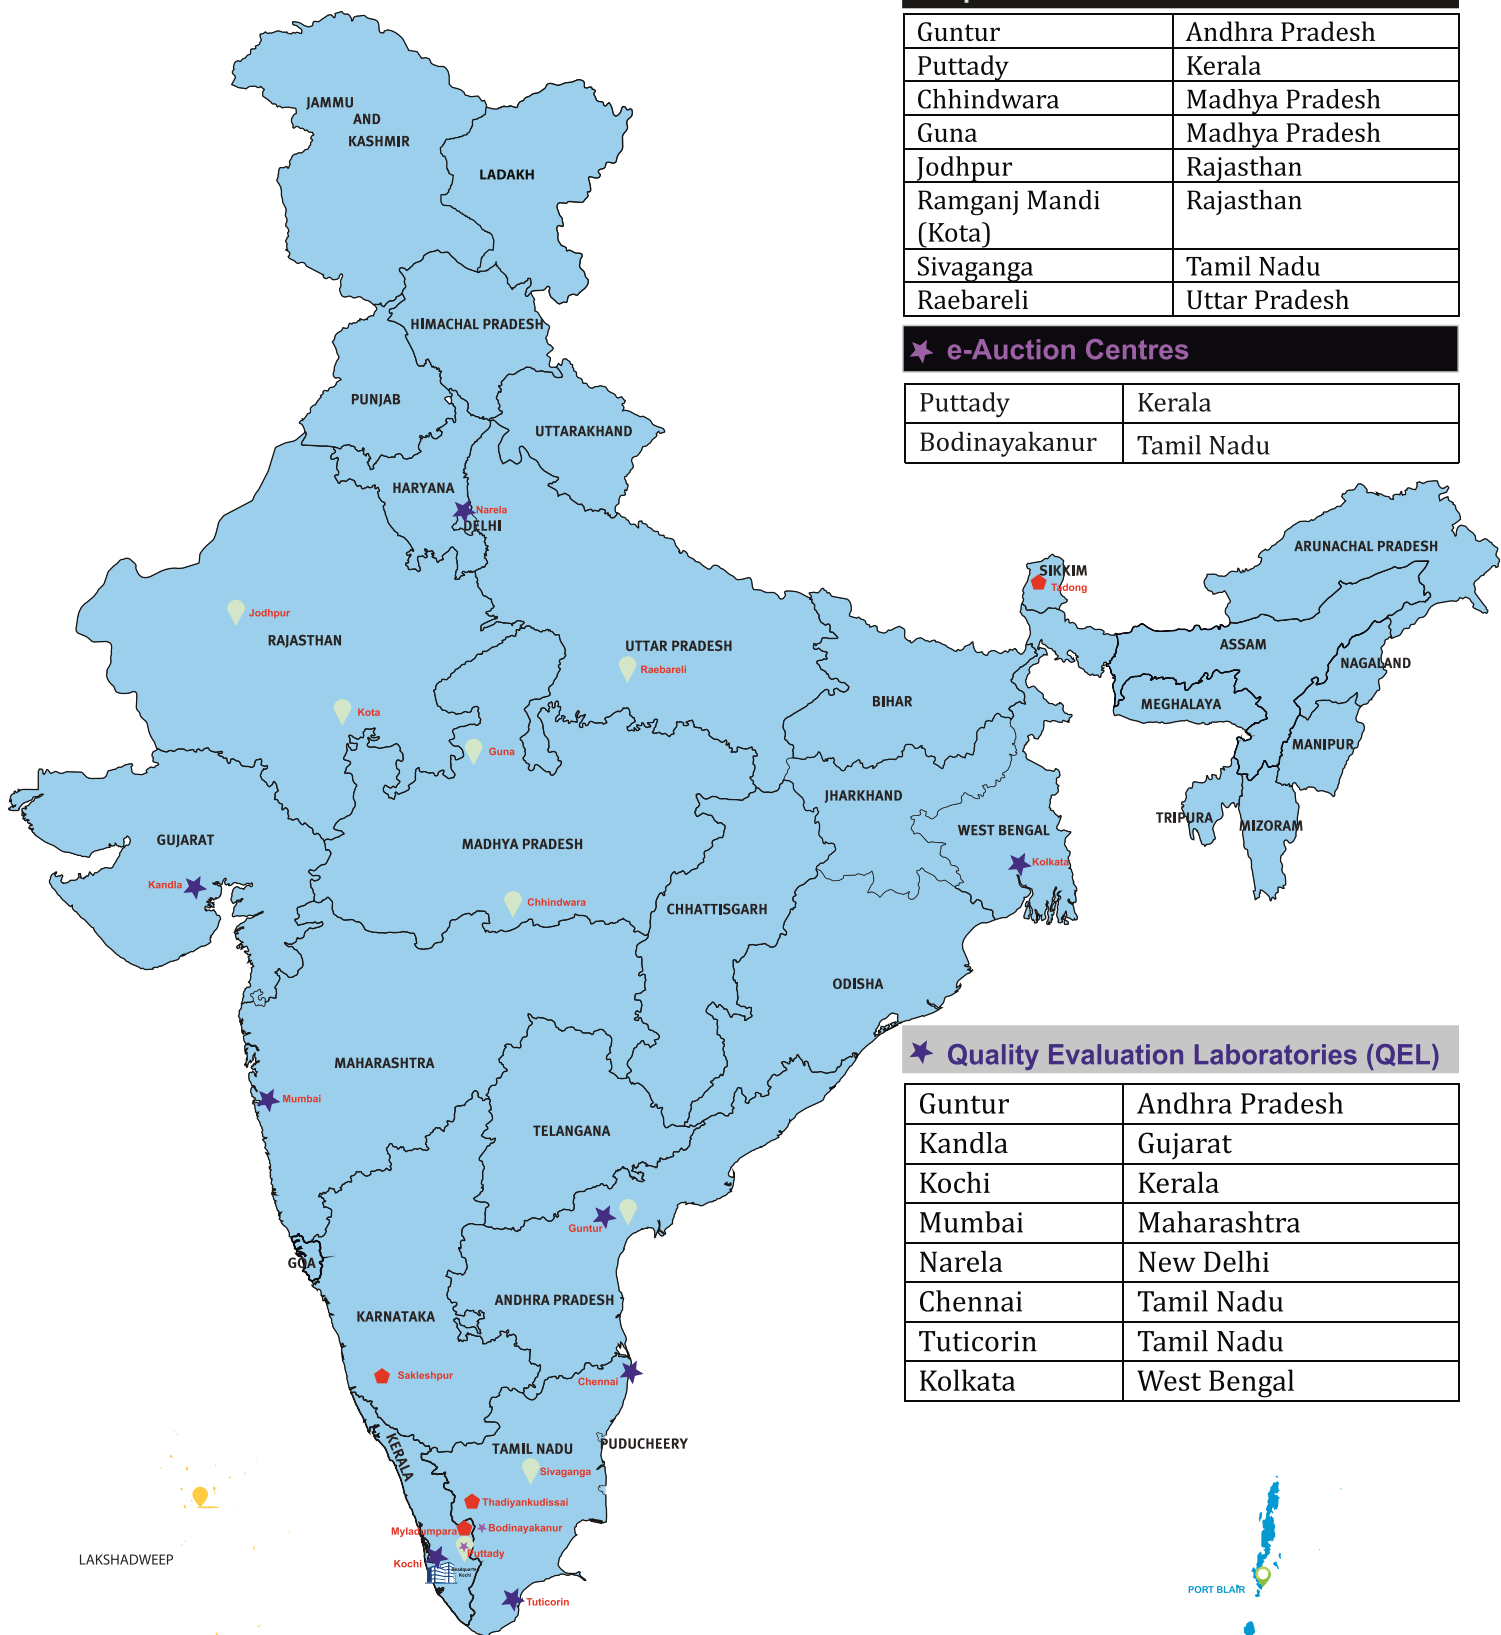 Guntur Andhra Pradesh
Puttady Kerala
Chhindwara Madhya Pradesh
Guna Madhya Pradesh
Jodhpur Rajasthan
Ramganj Mandi Rajasthan
(Kota)
Sivaganga Tamil Nadu
Raebareli Uttar Pradesh
e-Auction Centres
Puttady Kerala
Bodinayakanur Tamil Nadu
JAMMU
AND
KASHMIR
LADAKH
HIMACHAL PRADESH
PUNJAB
UTTARAKHAND
HARYANA
Narela
DELHI
ARUNACHAL PRADESH
SIKKIM
Tadong
Jodhpur
RAJASTHAN
UTTAR PRADESH
Raebareli
ASSAM
NAGALAND
BIHAR
MEGHALAYA
Kota
Guna
MANIPUR
JHARKHAND
TRIPURA
MIZORAM
WEST BENGAL
Kolkata
GUJARAT
MADHYA PRADESH
Kandla
Chhindwara
CHHATTISGARH
ODISHA
MAHARASHTRA
Mumbai
TELANGANA
Guntur
GOA
ANDHRA PRADESH
KARNATAKA
Sakleshpur
Chennai
KERALA
TAMIL NADU
PUDUCHEERY
Sivaganga
Thadiyankudissai
Myladumpara
Bodinayakanur
Puttady
Kochi
Headquarte
Kochi
Tuticorin
LAKSHADWEEP
PORT BLAIR
Quality Evaluation Laboratories (QEL)
Guntur Andhra Pradesh
Kandla Gujarat
Kochi Kerala
Mumbai Maharashtra
Narela New Delhi
Chennai Tamil Nadu
Tuticorin Tamil Nadu
Kolkata West Bengal